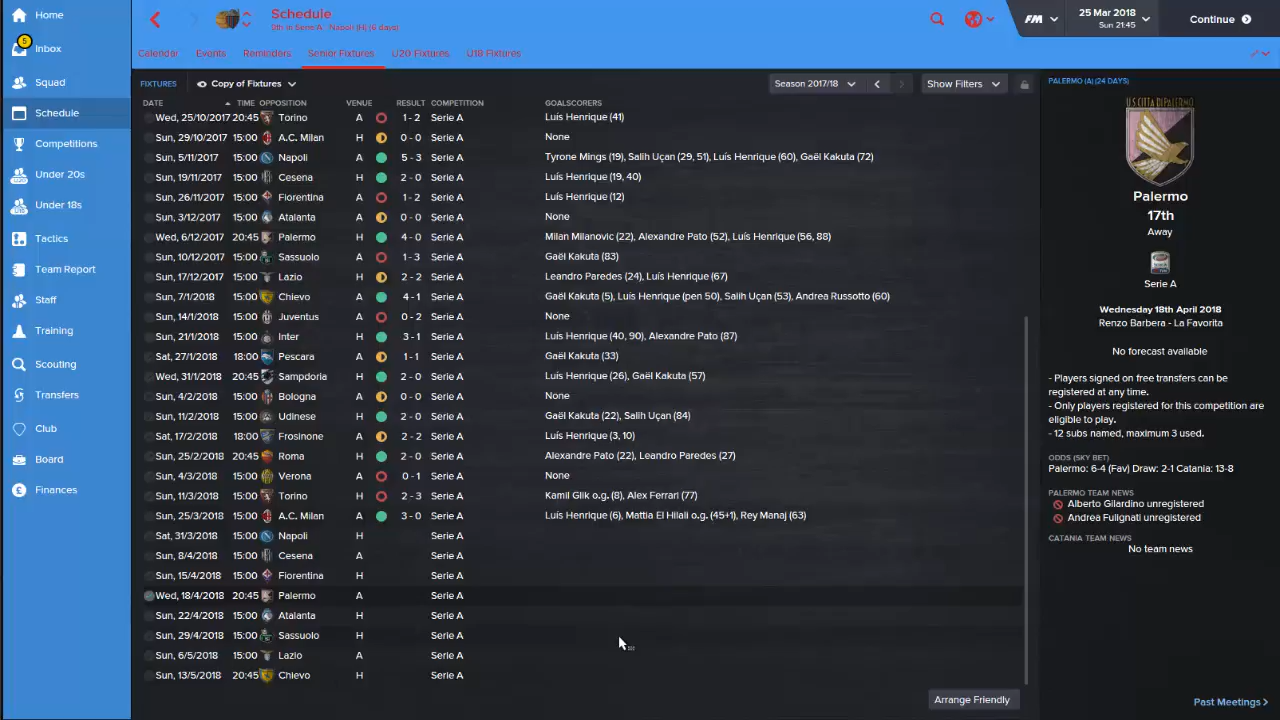 Home
5
Inbox
Squad
Schedule
Competitions
Under 20s
Under 18s
Tactics
Team Report
Staff
Training
Scouting
Transfers
Club
Board
Finances
Schedule
FM
25 Mar 2018
Sun 21:45
Continue
Calendar Events Reminders Senior Fixtures U20 Fixtures U18 Fixtures
FIXTURES Copy of Fixtures Season 2017/18 Show Filters
DATE TIME OPPOSITION VENUE RESULT COMPETITION GOALSCORERS
Wed, 25/10/2017 20:45 Torino A 1 - 2 Serie A Luís Henrique (41)
Sun, 29/10/2017 15:00 A.C. Milan H 0 - 0 Serie A None
Sun, 5/11/2017 15:00 Napoli A 5 - 3 Serie A Tyrone Mings (19), Salih Uçan (29, 51), Luís Henrique (60), Gaël Kakuta (72)
Sun, 19/11/2017 15:00 Cesena H 2 - 0 Serie A Luís Henrique (19, 40)
Sun, 26/11/2017 15:00 Fiorentina A 1 - 2 Serie A Luís Henrique (12)
Sun, 3/12/2017 15:00 Atalanta A 0 - 0 Serie A None
Wed, 6/12/2017 20:45 Palermo H 4 - 0 Serie A Milan Milanovic (22), Alexandre Pato (52), Luís Henrique (56, 88)
Sun, 10/12/2017 15:00 Sassuolo A 1 - 3 Serie A Gaël Kakuta (83)
Sun, 17/12/2017 15:00 Lazio H 2 - 2 Serie A Leandro Paredes (24), Luís Henrique (67)
Sun, 7/1/2018 15:00 Chievo A 4 - 1 Serie A Gaël Kakuta (5), Luís Henrique (pen 50), Salih Uçan (53), Andrea Russotto (60)
Sun, 14/1/2018 15:00 Juventus A 0 - 2 Serie A None
Sun, 21/1/2018 15:00 Inter H 3 - 1 Serie A Luís Henrique (40, 90), Alexandre Pato (87)
Sat, 27/1/2018 18:00 Pescara A 1 - 1 Serie A Gaël Kakuta (33)
Wed, 31/1/2018 20:45 Sampdoria H 2 - 0 Serie A Luís Henrique (26), Gaël Kakuta (57)
Sun, 4/2/2018 15:00 Bologna A 0 - 0 Serie A None
Sun, 11/2/2018 15:00 Udinese H 2 - 0 Serie A Gaël Kakuta (22), Salih Uçan (84)
Sat, 17/2/2018 18:00 Frosinone A 2 - 2 Serie A Luís Henrique (3, 10)
Sun, 25/2/2018 20:45 Roma H 2 - 0 Serie A Alexandre Pato (22), Leandro Paredes (27)
Sun, 4/3/2018 15:00 Verona A 0 - 1 Serie A None
Sun, 11/3/2018 15:00 Torino H 2 - 3 Serie A Kamil Glik o.g. (8), Alex Ferrari (77)
Sun, 25/3/2018 15:00 A.C. Milan A 3 - 0 Serie A Luís Henrique (6), Mattia El Hilali o.g. (45+1), Rey Manaj (63)
Sat, 31/3/2018 15:00 Napoli H Serie A
Sun, 8/4/2018 15:00 Cesena A Serie A
Sun, 15/4/2018 15:00 Fiorentina H Serie A
Wed, 18/4/2018 20:45 Palermo A Serie A
Sun, 22/4/2018 15:00 Atalanta H Serie A
Sun, 29/4/2018 15:00 Sassuolo H Serie A
Sun, 6/5/2018 15:00 Lazio A Serie A
Sun, 13/5/2018 20:45 Chievo H Serie A
Arrange Friendly
PALERMO (A) (24 DAYS)
U.S. CITTA DI PALERMO
Palermo
17th
Away
Serie A
Wednesday 18th April 2018
Renzo Barbera - La Favorita
No forecast available
- Players signed on free transfers can be
registered at any time.
- Only players registered for this competition are
eligible to play.
- 12 subs named, maximum 3 used.
ODDS (SKY BET)
Palermo: 6-4 (Fav) Draw: 2-1 Catania: 13-8
PALERMO TEAM NEWS
Alberto Gilardino unregistered
Andrea Fulignati unregistered
CATANIA TEAM NEWS
No team news
Past Meetings >